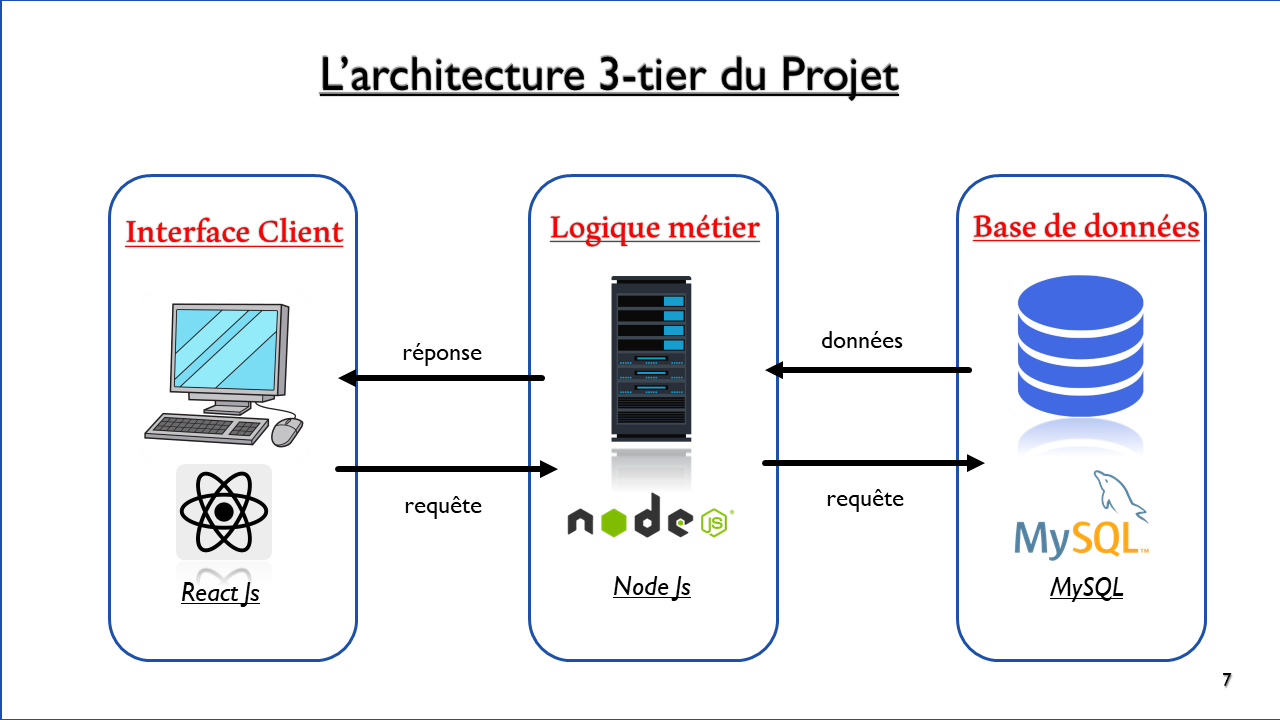 L'architecture 3-tier du Projet
Interface Client
Logique métier
Base de données
réponse
données
requête
requête
node JS
MySQL™
React Js
Node Js
MySQL
7